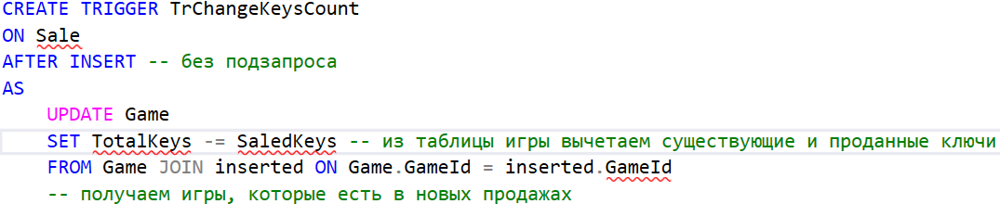 CREATE TRIGGER TrChangeKeysCount
ON Sale
AFTER INSERT -- без подзапроса
AS
UPDATE Game
SET TotalKeys -= SaledKeys -- из таблицы игры вычетаем существующие и проданные ключи
FROM Game JOIN inserted ON Game.GameId = inserted.GameId
-- получаем игры, которые есть в новых продажах